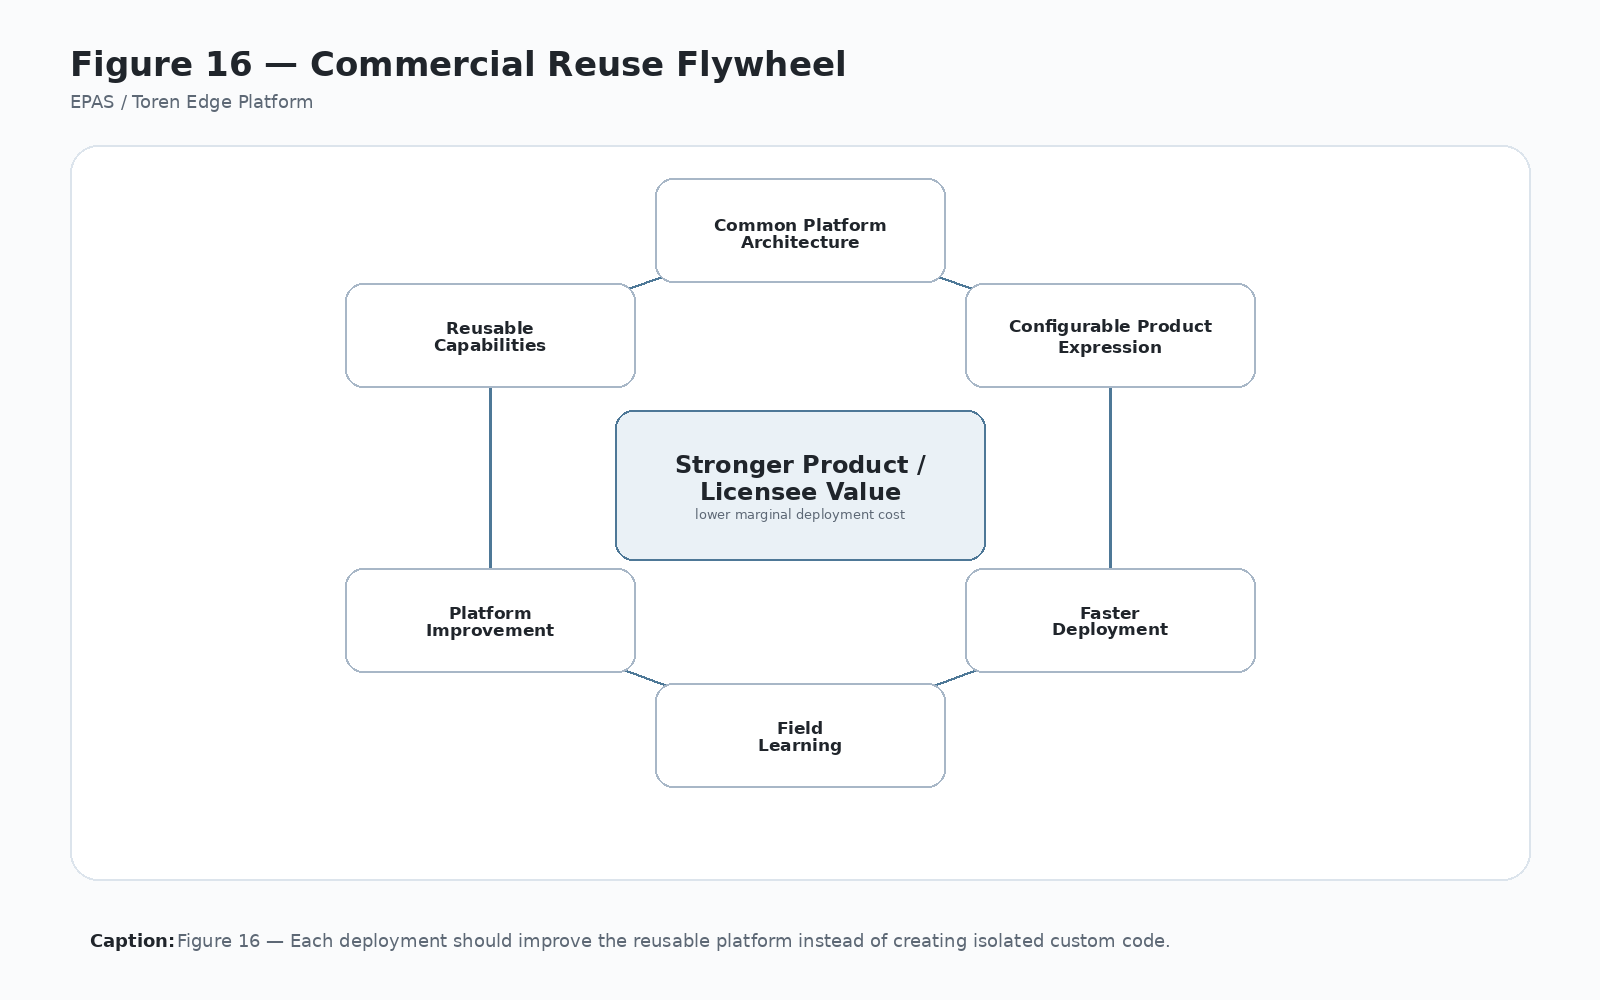 Figure 16 — Commercial Reuse Flywheel
EPAS / Toren Edge Platform
Common Platform
Architecture
Reusable
Capabilities
Configurable Product
Expression
Stronger Product /
Licensee Value
lower marginal deployment cost
Platform
Improvement
Faster
Deployment
Field
Learning
Caption: Figure 16 — Each deployment should improve the reusable platform instead of creating isolated custom code.